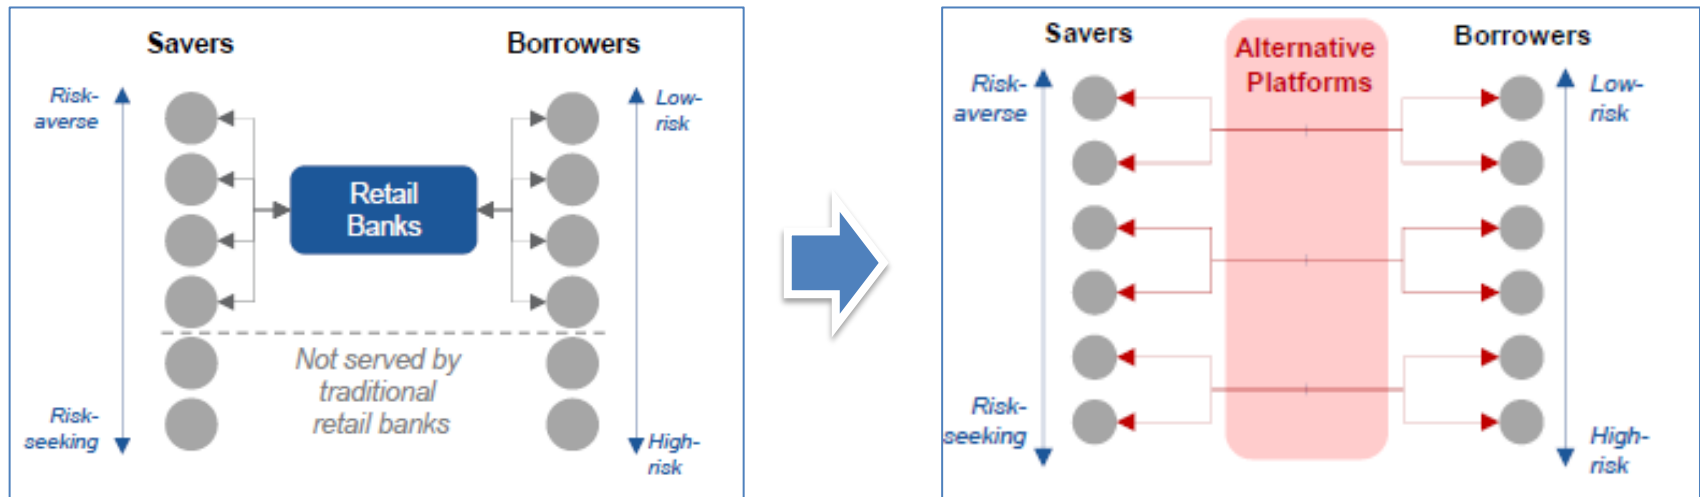 Savers
Borrowers
Risk-
averse
Low-
risk
Retail
Banks
Not served by
traditional
retail banks
Risk-
seeking
High-
risk
Savers
Alternative
Platforms
Borrowers
Risk-
averse
Low-
risk
Risk-
seeking
High-
risk